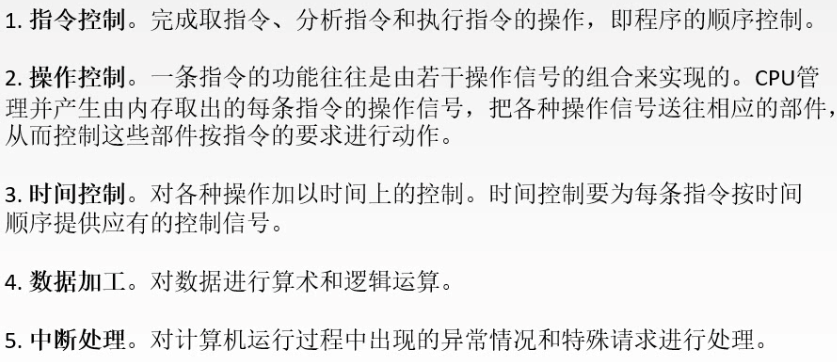 1. 指令控制。完成取指令、分析指令和执行指令的操作，即程序的顺序控制。
2. 操作控制。一条指令的功能往往是由若干操作信号的组合来实现的。CPU管
理并产生由内存取出的每条指令的操作信号，把各种操作信号送往相应的部件，
从而控制这些部件按指令的要求进行动作。
3. 时间控制。对各种操作加以时间上的控制。时间控制要为每条指令按时间
顺序提供应有的控制信号。
4. 数据加工。对数据进行算术和逻辑运算。
5. 中断处理。对计算机运行过程中出现的异常情况和特殊请求进行处理。